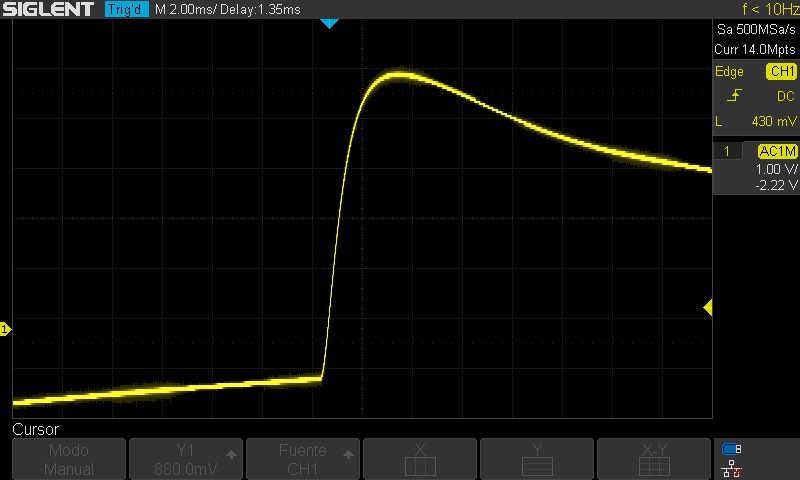 SIGLENT Trig'd M 2.00ms/ Delay:1.35ms f < 10Hz
Sa 500MSa/s
Curr 14.0Mpts
Edge CH1
DC
L 430 mV
1 AC1M
1.00 V/
-2.22 V
1
Cursor
Modo Y1 Fuente X Y X-Y
Manual 880.0mV CH1